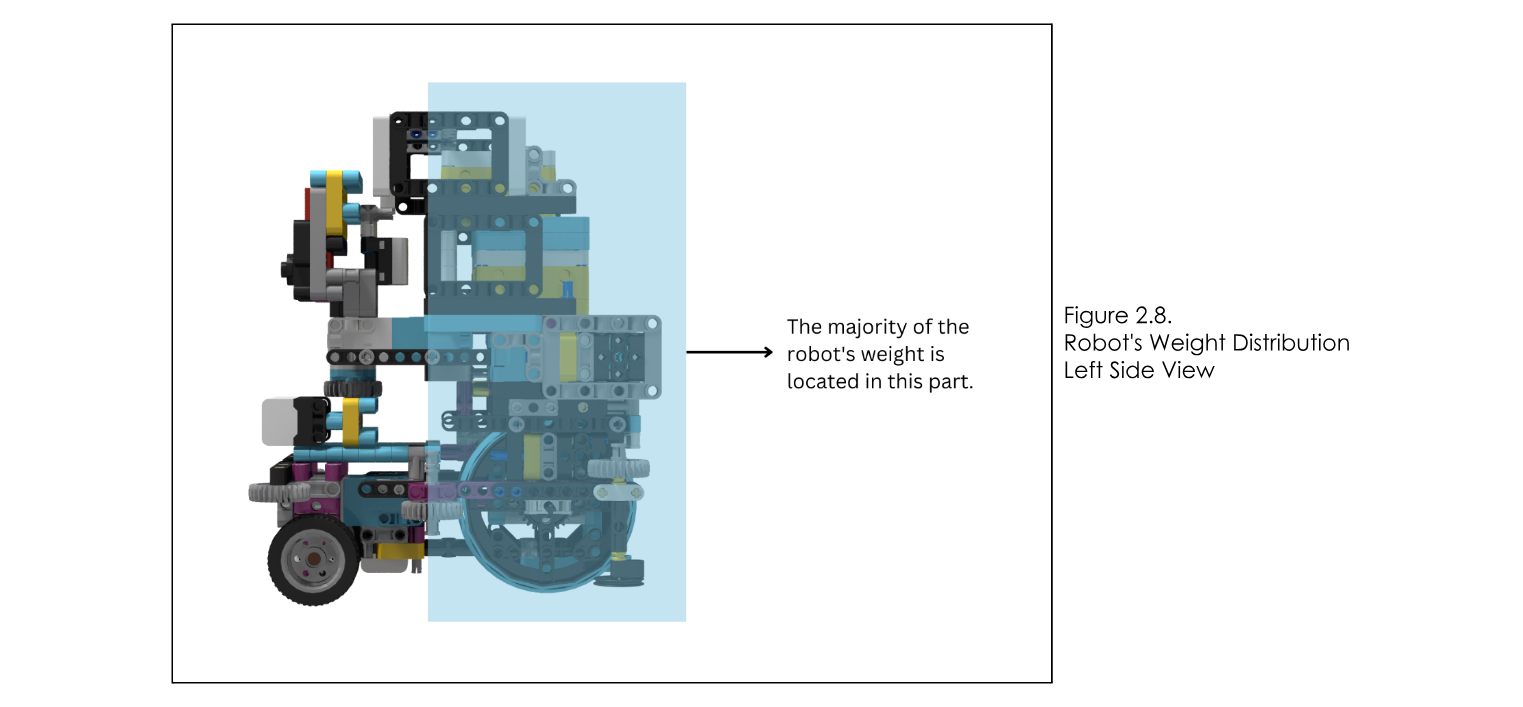 The majority of the
robot's weight is
located in this part.
Figure 2.8.
Robot's Weight Distribution
Left Side View